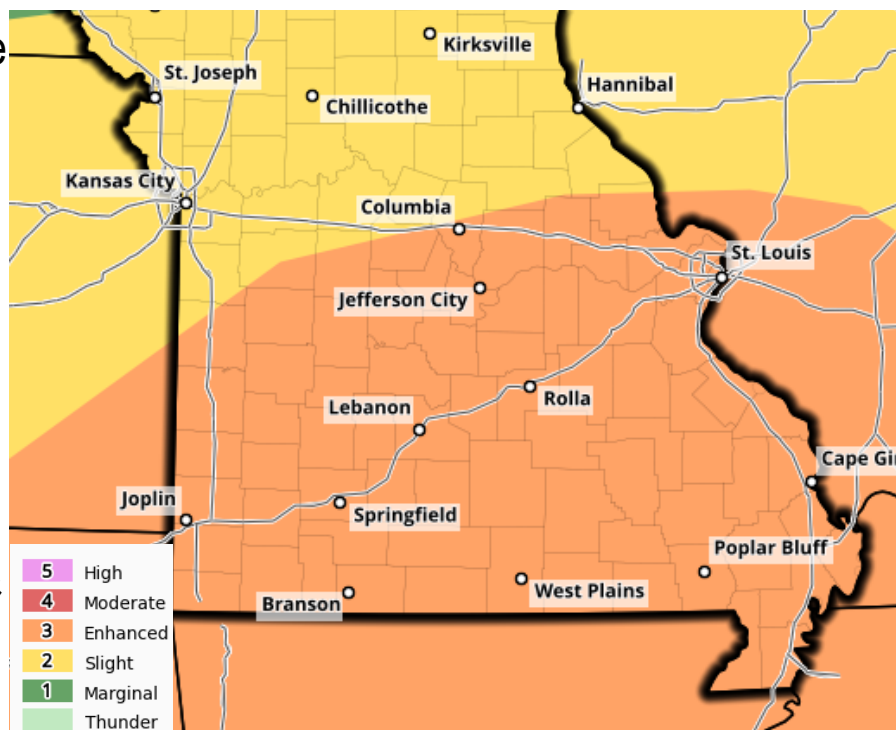 e
Kirksville
St. Joseph
Hannibal
Chillicothe
Kansas City
Columbia
St. Louis
Jefferson City
Rolla
Lebanon
Cape Gir
Joplin
Springfield
Poplar Bluff
West Plains
Branson
5 High
4 Moderate
3 Enhanced
2 Slight
1 Marginal
Thunder